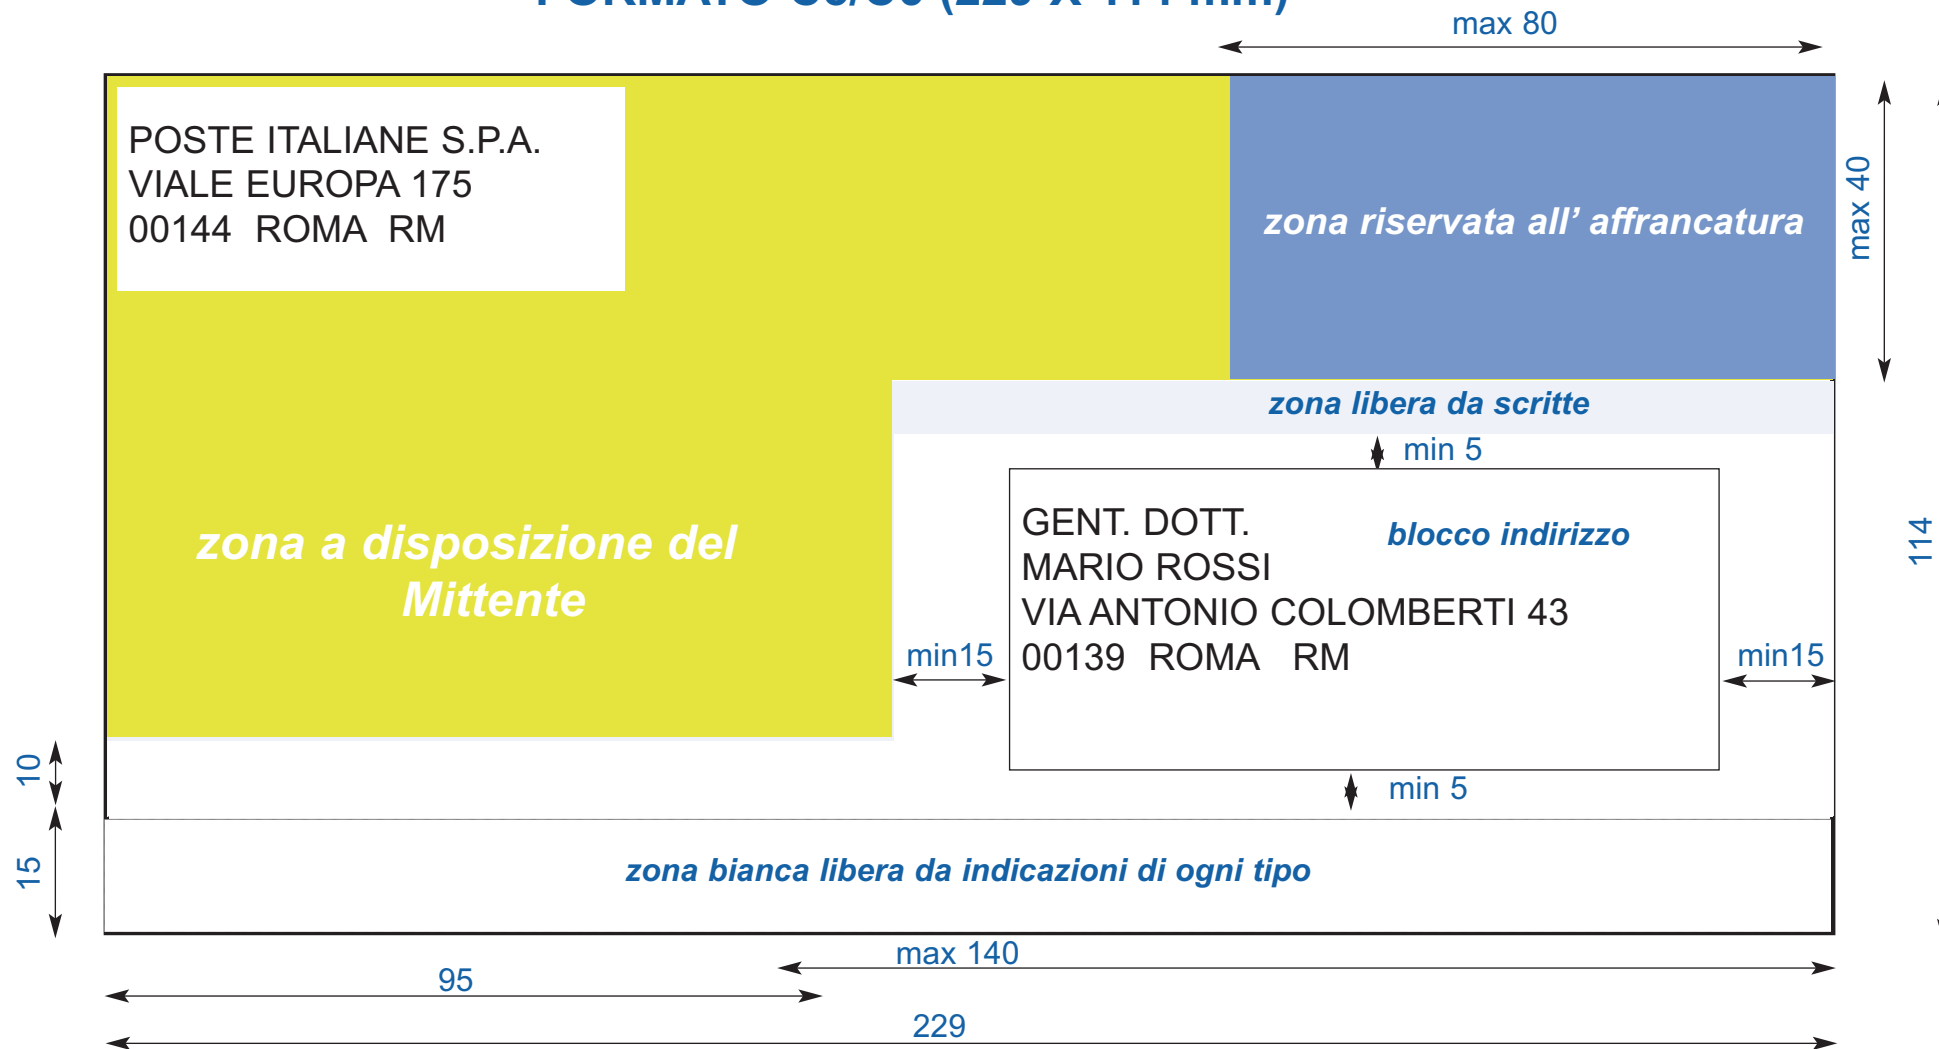 max 80
POSTE ITALIANE S.P.A.
VIALE EUROPA 175
00144 ROMA RM
max 40
zona riservata all' affrancatura
zona libera da scritte
min 5
zona a disposizione del
Mittente
GENT. DOTT.
blocco indirizzo
MARIO ROSSI
VIA ANTONIO COLOMBERTI 43
00139 ROMA RM
min15
min15
114
10
min 5
15
zona bianca libera da indicazioni di ogni tipo
max 140
95
229